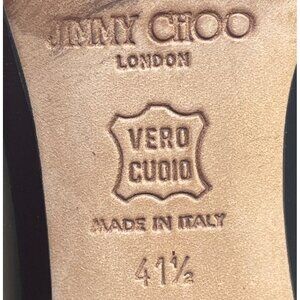 JIMMY CHOO
LONDON
VERO
CUOIO
MADE IN ITALY
41½